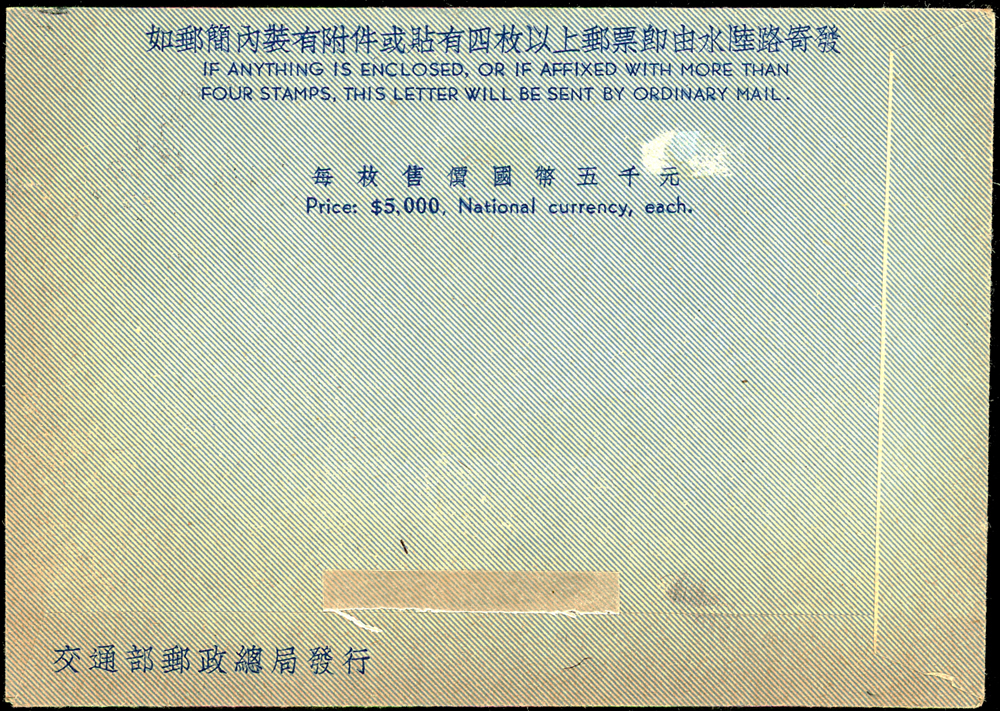 如郵簡內裝有附件或貼有四枚以上郵票卽由水陸路寄發
IF ANYTHING IS ENCLOSED, OR IF AFFIXED WITH MORE THAN
FOUR STAMPS, THIS LETTER WILL BE SENT BY ORDINARY MAIL.
每枚售價國幣五千元
Price: $5,000, National currency, each.
交通部郵政總局發行